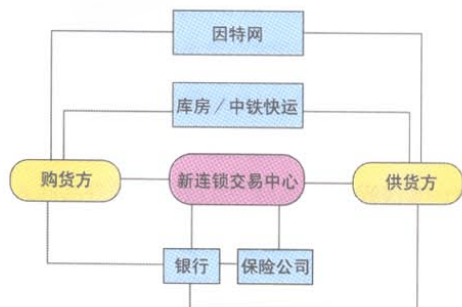 因特网
库房／中铁快运
购货方
新连锁交易中心
供货方
银行
保险公司